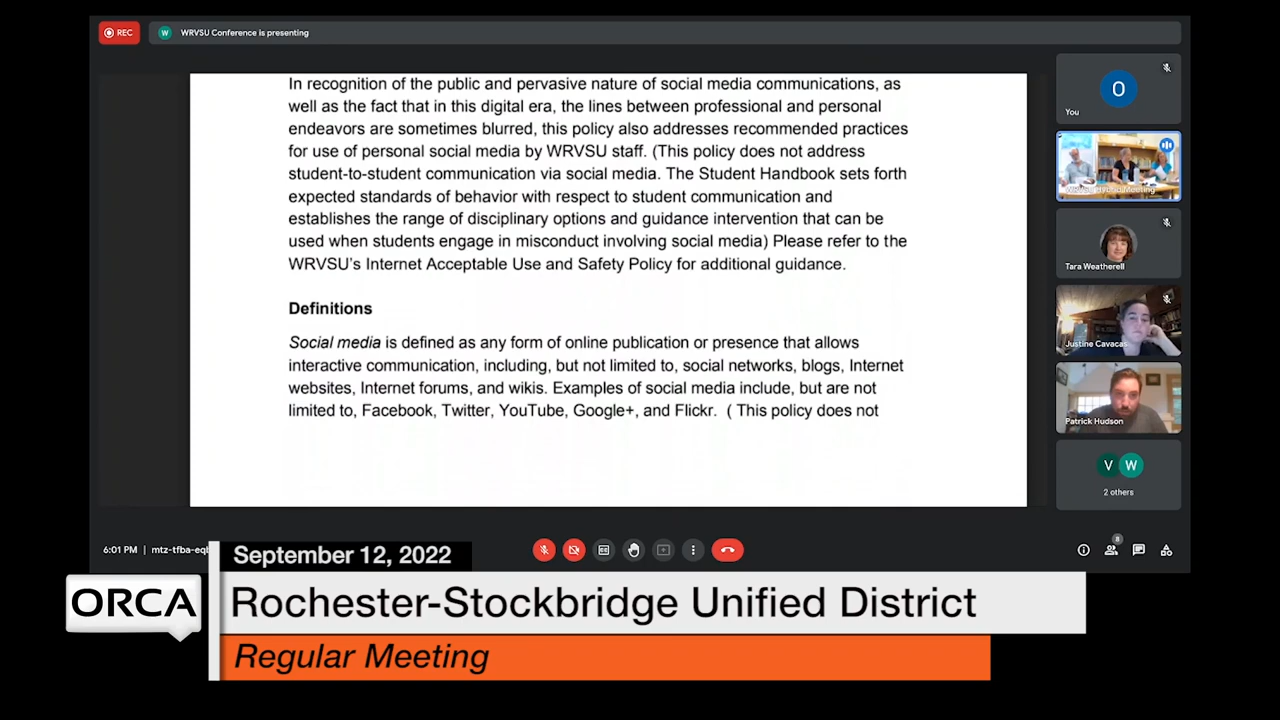 REC
W
WRVSU Conference is presenting
In recognition of the public and pervasive nature of social media communications, as
well as the fact that in this digital era, the lines between professional and personal
endeavors are sometimes blurred, this policy also addresses recommended practices
for use of personal social media by WRVSU staff. (This policy does not address
student-to-student communication via social media. The Student Handbook sets forth
expected standards of behavior with respect to student communication and
establishes the range of disciplinary options and guidance intervention that can be
used when students engage in misconduct involving social media) Please refer to the
WRVSU's Internet Acceptable Use and Safety Policy for additional guidance.
Definitions
Social media is defined as any form of online publication or presence that allows
interactive communication, including, but not limited to, social networks, blogs, Internet
websites, Internet forums, and wikis. Examples of social media include, but are not
limited to, Facebook, Twitter, YouTube, Google+, and Flickr. ( This policy does not
O
You
Meeting
Tara Weatherell
Justine Cavacas
Patrick Hudson
V W
2 others
6:01 PM | mtz-tfba-eqb
8
September 12, 2022
ORCA
Rochester-Stockbridge Unified District
Regular Meeting